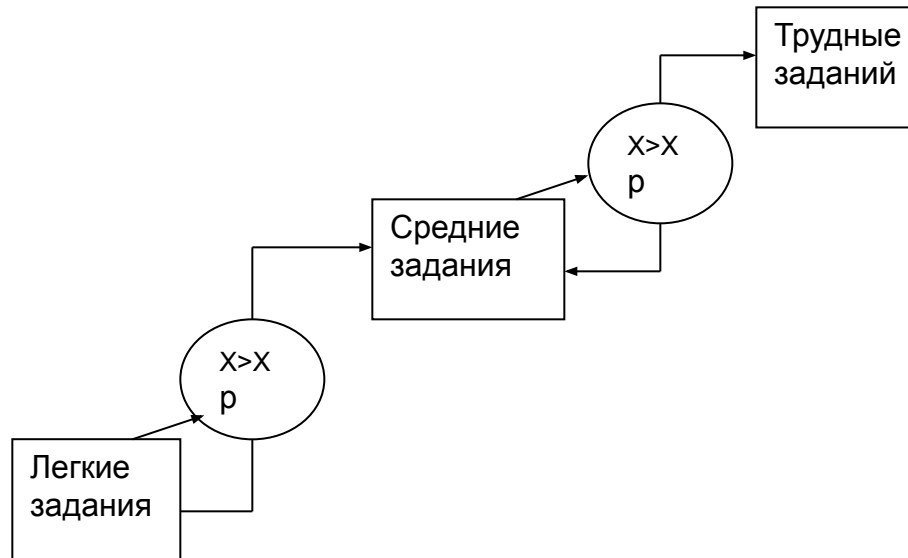 Трудные
заданий
X>X
р
Средние
задания
X>X
р
Легкие
задания